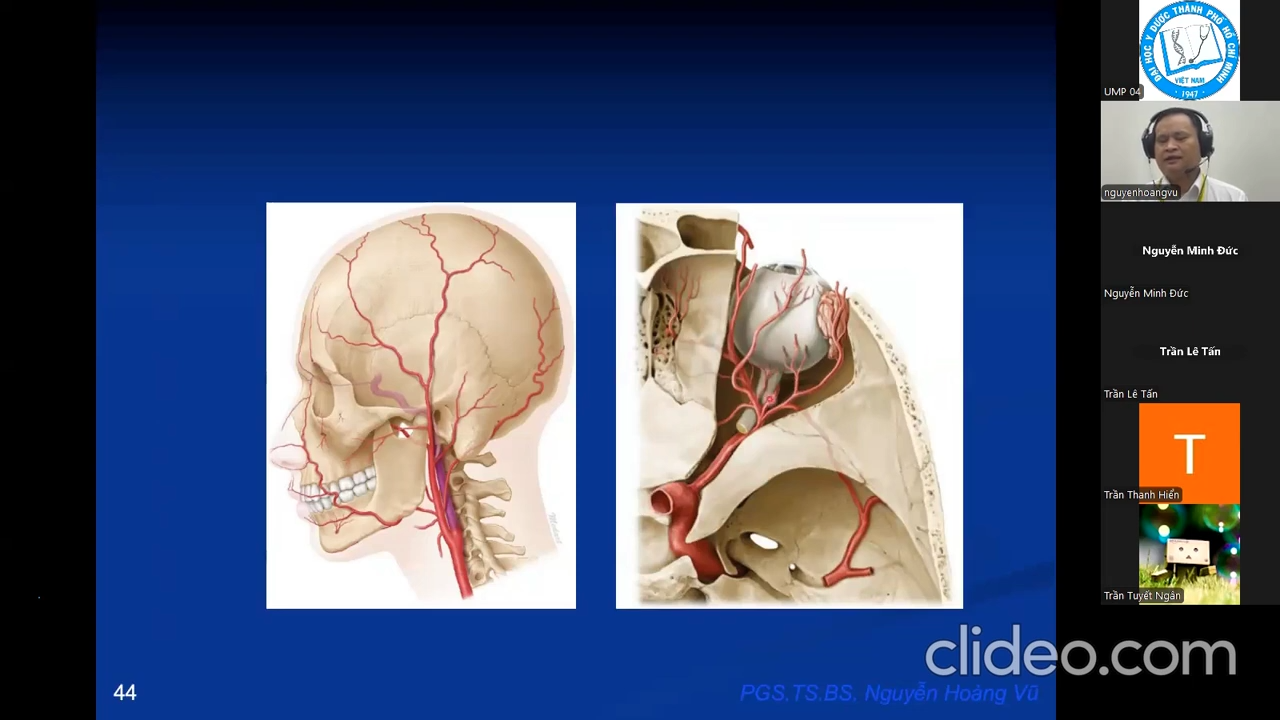 ĐẠI HỌC Y DƯỢC THÀNH PHỐ HỒ CHÍ MINH
VIỆT NAM
1947
UMP 04
nguyenhoangvu
Nguyễn Minh Đức
Nguyễn Minh Đức
Trần Lê Tấn
Trần Lê Tấn
T
Trần Thanh Hiển
Trần Tuyết Ngân
clideo.com
44
PGS.TS.BS. Nguyễn Hoàng Vũ